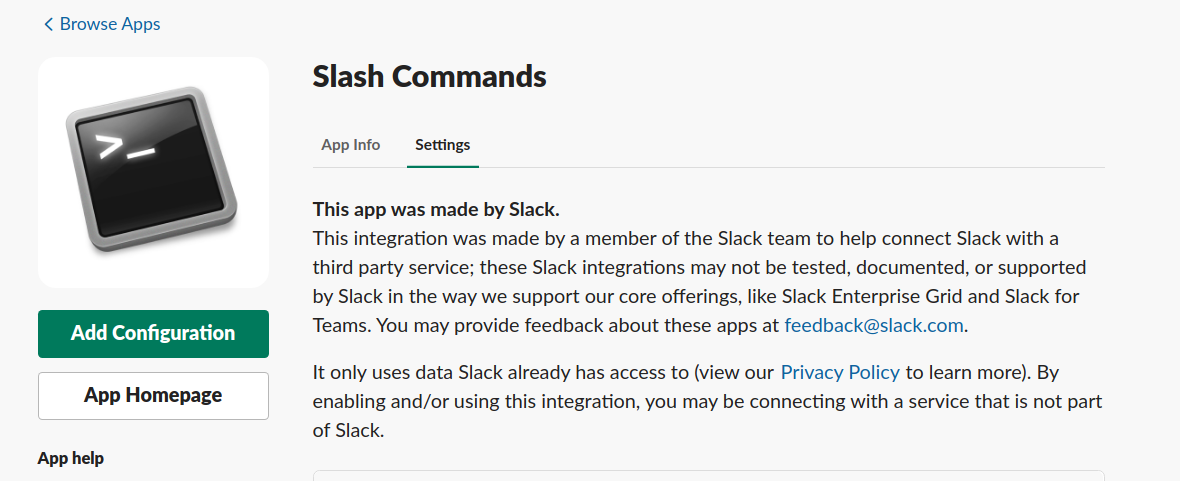 Browse Apps
Slash Commands
App Info
Settings
This app was made by Slack.
This integration was made by a member of the Slack team to help connect Slack with a
third party service; these Slack integrations may not be tested, documented, or supported
by Slack in the way we support our core offerings, like Slack Enterprise Grid and Slack for
Teams. You may provide feedback about these apps at feedback@slack.com.
It only uses data Slack already has access to (view our Privacy Policy to learn more). By
enabling and/or using this integration, you may be connecting with a service that is not part
of Slack.
>_
Add Configuration
App Homepage
App help